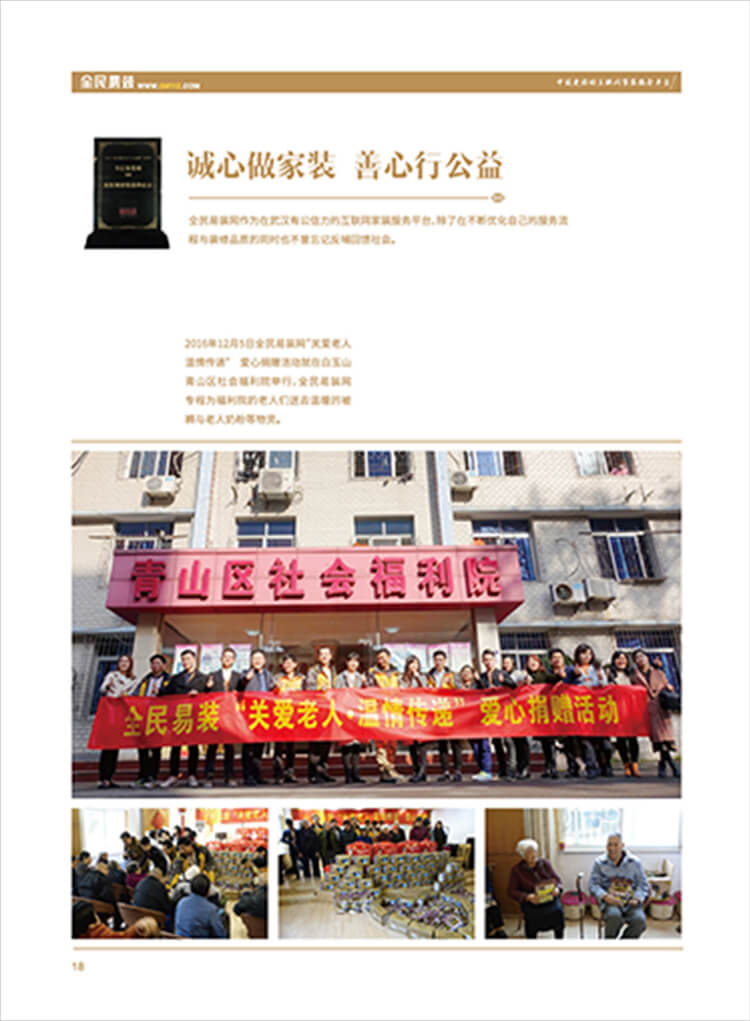 全民易装 WWW.QMYIZ.COM
诚心做家装 善心行公益
全民易装网作为在武汉有公信力的互联网家装服务平台,除了在不断优化自己的服务流
程与装修品质的同时也不曾忘记反哺回馈社会。
2016年12月5日全民易装网“关爱老人
温情传递” 爱心捐赠活动就在白玉山
青山区社会福利院举行,全民易装网
专程为福利院的老人们送去温暖的被
褥与老人奶粉等物资。
青山区社会福利院
全民易装 “关爱老人·温情传递” 爱心捐赠活动
18